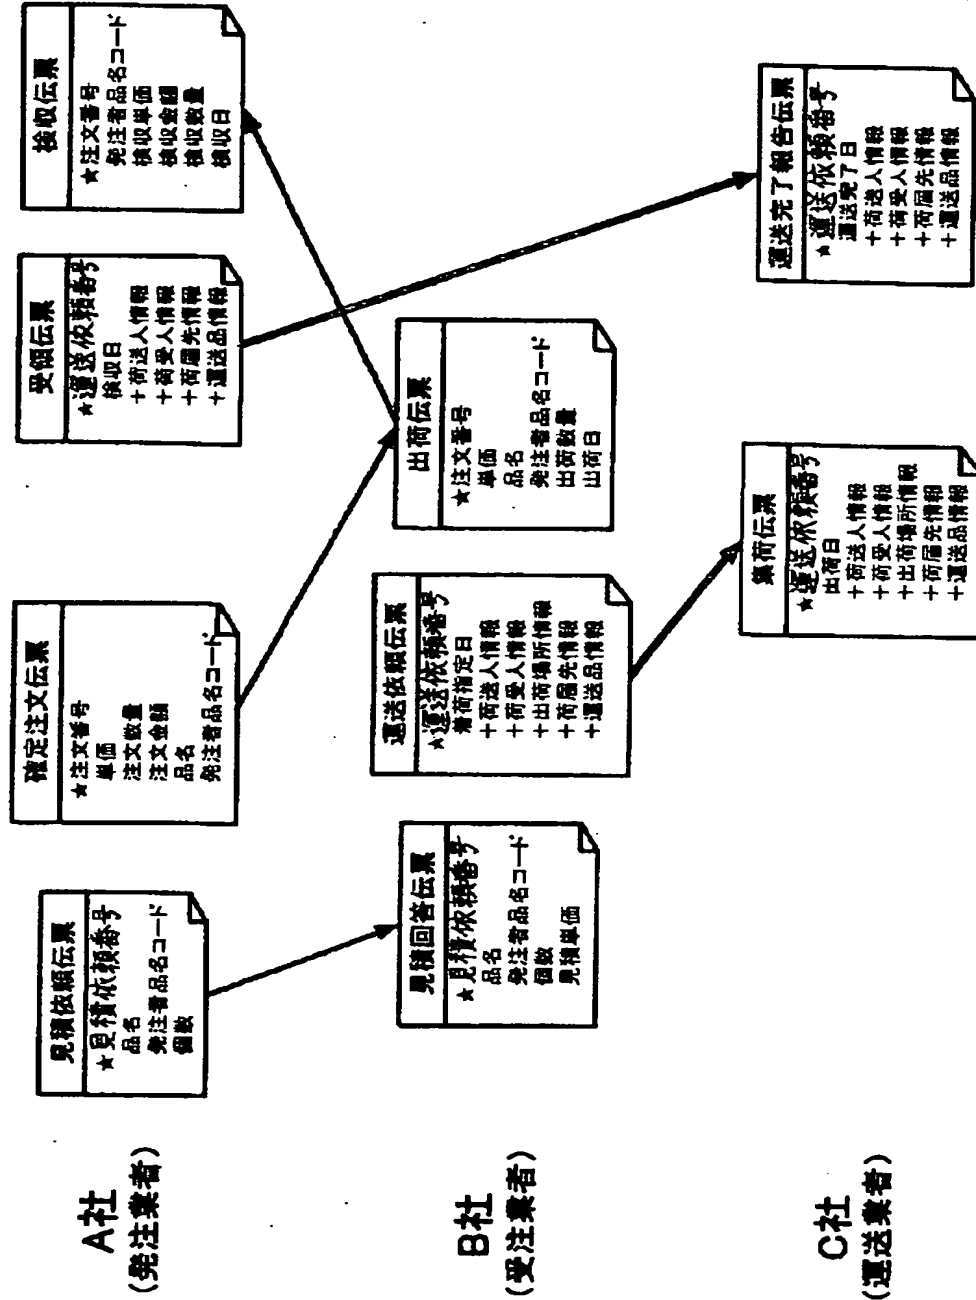 A社
(発注業者)
見積依頼伝票
★見積依頼番号
品名
発注者品名コード
個数
確定注文伝票
★注文番号
単価
注文数量
注文金額
品名
発注者品名コード
受領伝票
★運送依頼番号
検収日
+荷送人情報
+荷受人情報
+荷届先情報
+運送品情報
検収伝票
★注文番号
発注者品名コード
検収単価
検収金額
検収数量
検収日
B社
(受注業者)
見積回答伝票
★見積依頼番号
品名
発注者品名コード
個数
見積単価
運送依頼伝票
★運送依頼番号
着荷指定日
+荷送人情報
+荷受人情報
+出荷場所情報
+荷届先情報
+運送品情報
出荷伝票
★注文番号
単価
品名
発注者品名コード
出荷数量
出荷日
C社
(運送業者)
集荷伝票
★運送依頼番号
出荷日
+荷送人情報
+荷受人情報
+出荷場所情報
+荷届先情報
+運送品情報
運送完了報告伝票
★運送依頼番号
運送完了日
+荷送人情報
+荷受人情報
+荷届先情報
+運送品情報